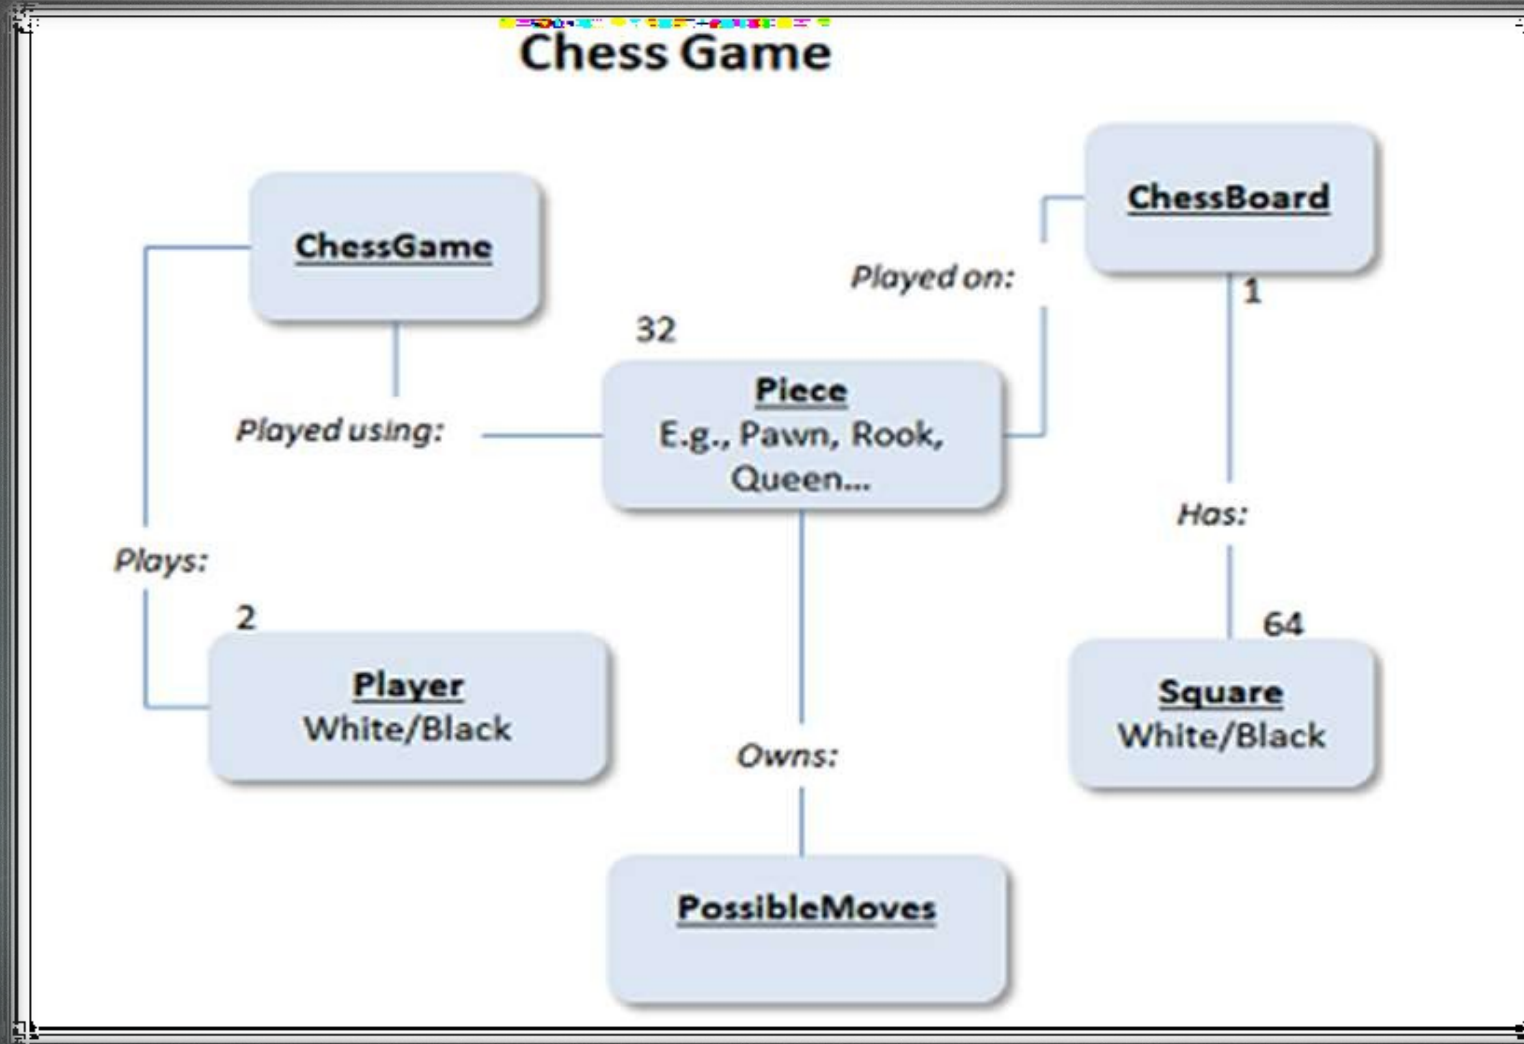 Chess Game
ChessBoard
ChessGame
Played on:
1
32
Piece
E.g., Pawn, Rook,
Queen...
Played using:
Has:
Plays:
2
64
Player
White/Black
Square
White/Black
Owns:
PossibleMoves